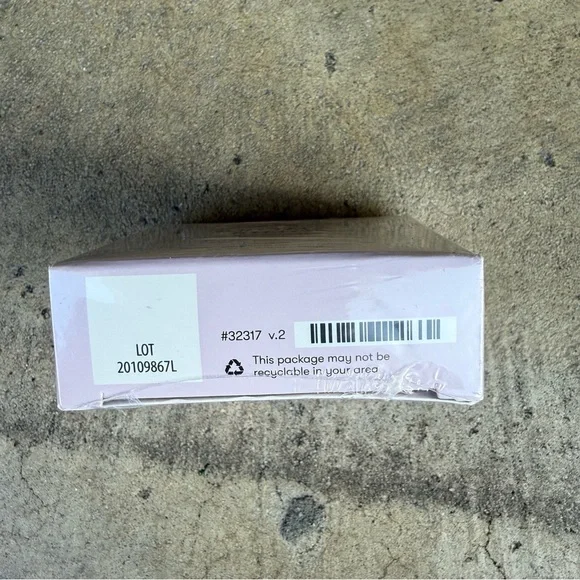 LOT
20109867L
#32317 v.2
This package may not be
recyclable in your area